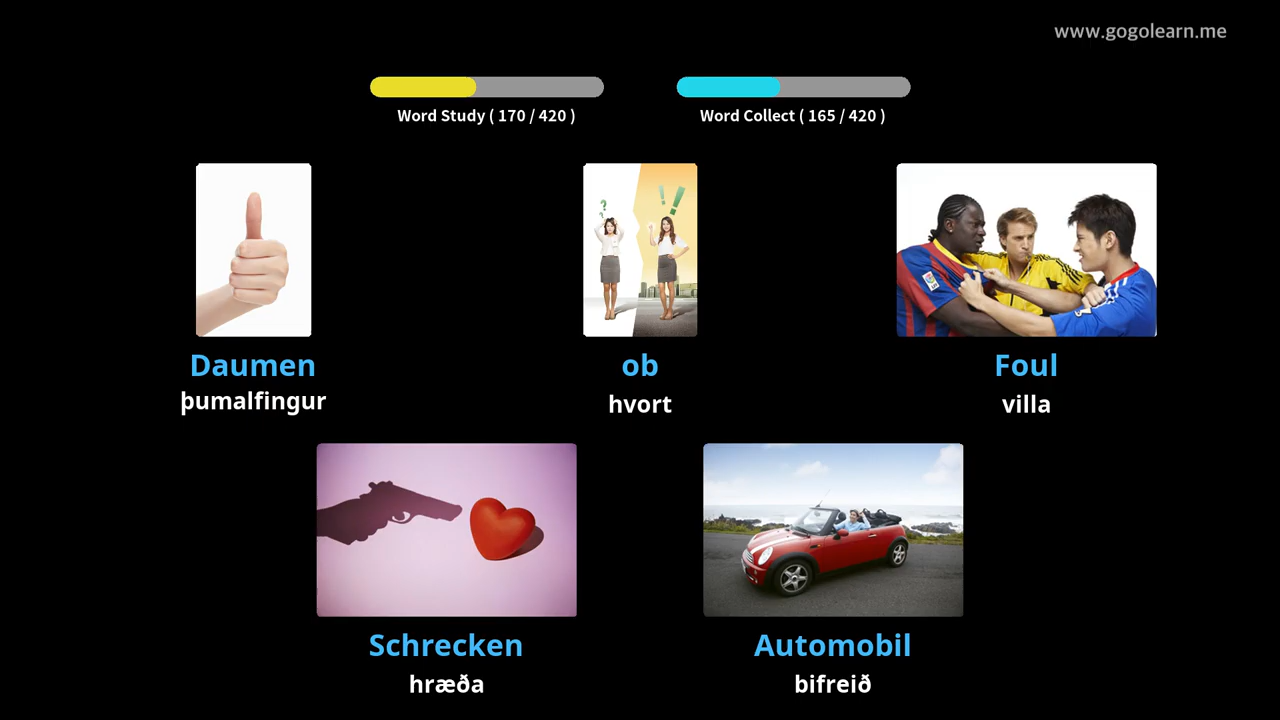 www.gogolearn.me
Word Study ( 170 / 420 )
Word Collect ( 165 / 420 )
Daumen
þumalfingur
ob
hvort
Foul
villa
Schrecken
hræða
Automobil
bifreið